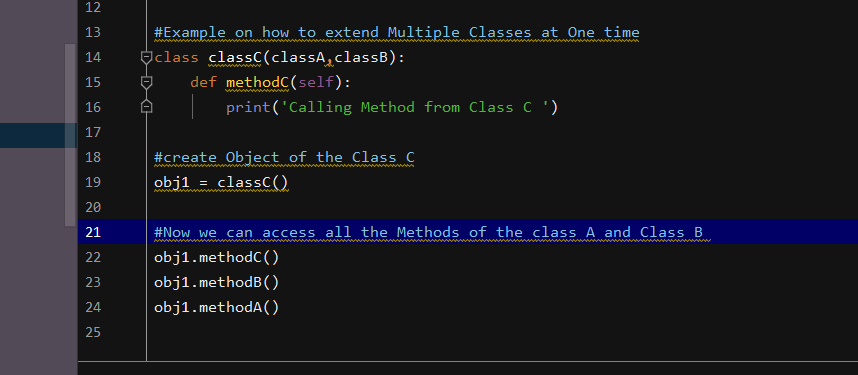 12
13 #Example on how to extend Multiple Classes at One time
14 class classC(classA,classB):
15 def methodC(self):
16 print('Calling Method from Class C ')
17
18 #create Object of the Class C
19 obj1 = classC()
20
21 #Now we can access all the Methods of the class A and Class B
22 obj1.methodC()
23 obj1.methodB()
24 obj1.methodA()
25